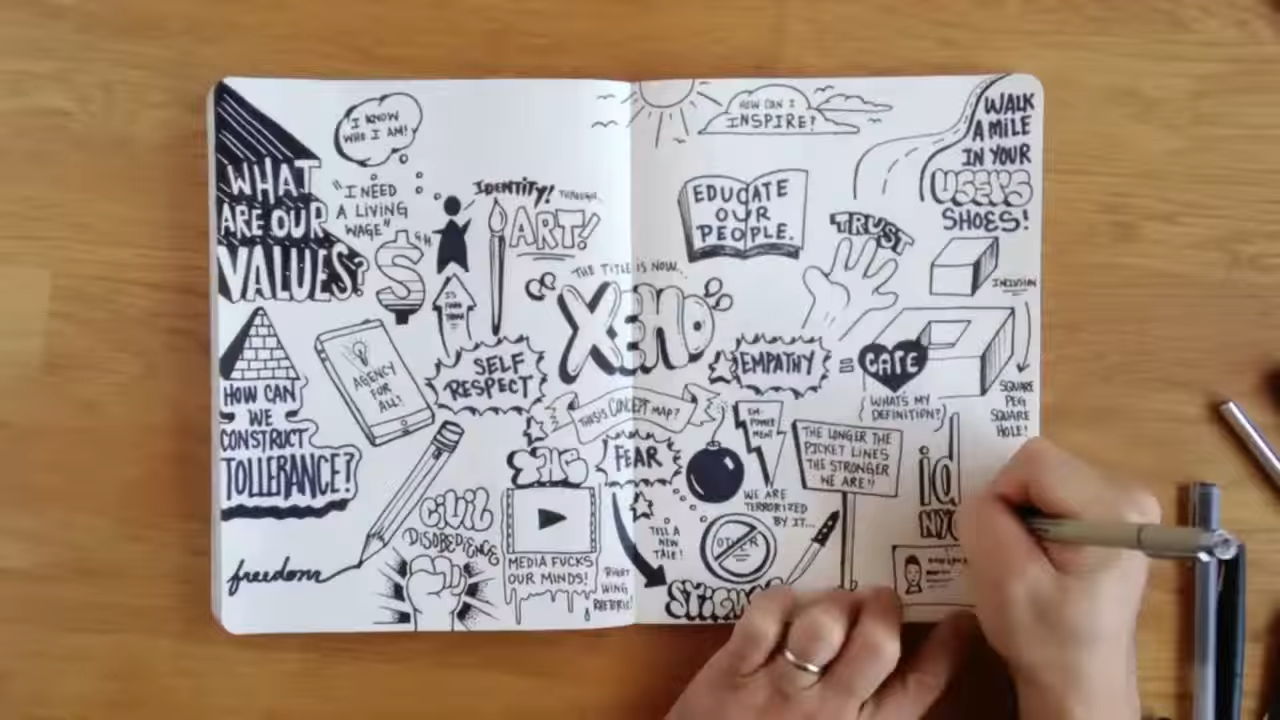 I KNOW
WHO I AM!
WHAT
ARE OUR
VALUES?
"I NEED
A LIVING
WAGE"
$
IDENTITY! THROUGH
ART!
HOW CAN
WE
CONSTRUCT
TOLLERANCE?
AGENCY
FOR
ALL!
SELF
RESPECT
freedom
CIVIL
DISOBEDIENCE
MEDIA FUCKS
OUR MINDS!
RIGHT
WING
RHETORIC!
THE TITLE IS NOW...
XENO
THESIS CONCEPT MAP?
FEAR
TELL A
NEW
TALE!
HOW CAN I
INSPIRE?
EDUCATE
OUR
PEOPLE.
WALK
A MILE
IN YOUR
USERS
SHOES!
TRUST
INCLUSION
SQUARE
PEG
SQUARE
HOLE!
EMPATHY
=
CARE
WHATS MY
DEFINITION?
EM-
POWER
MENT
THE LONGER THE
PICKET LINES
THE STRONGER
WE ARE!!
WE ARE
TERRORIZED
BY IT...
OTHER
id
NYC